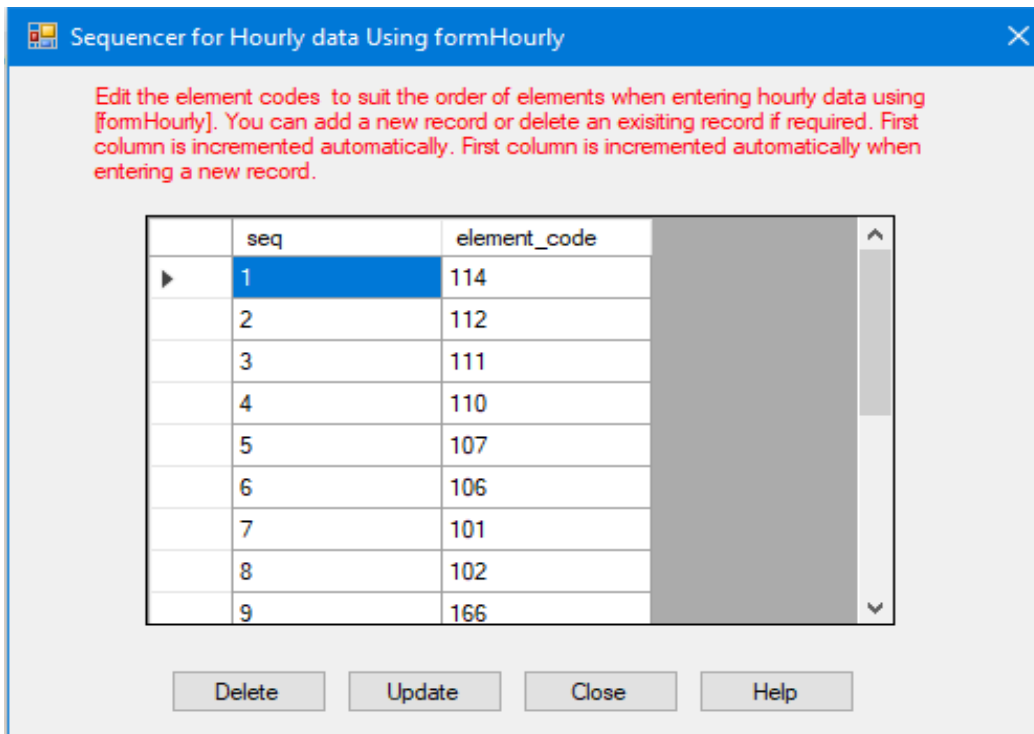 Sequencer for Hourly data Using formHourly
Edit the element codes  to suit the order of elements when entering hourly data using
[formHourly]. You can add a new record or delete an exisiting record if required. First
column is incremented automatically. First column is incremented automatically when
entering a new record.
seq element_code
1 114
2 112
3 111
4 110
5 107
6 106
7 101
8 102
9 166
Delete Update Close Help